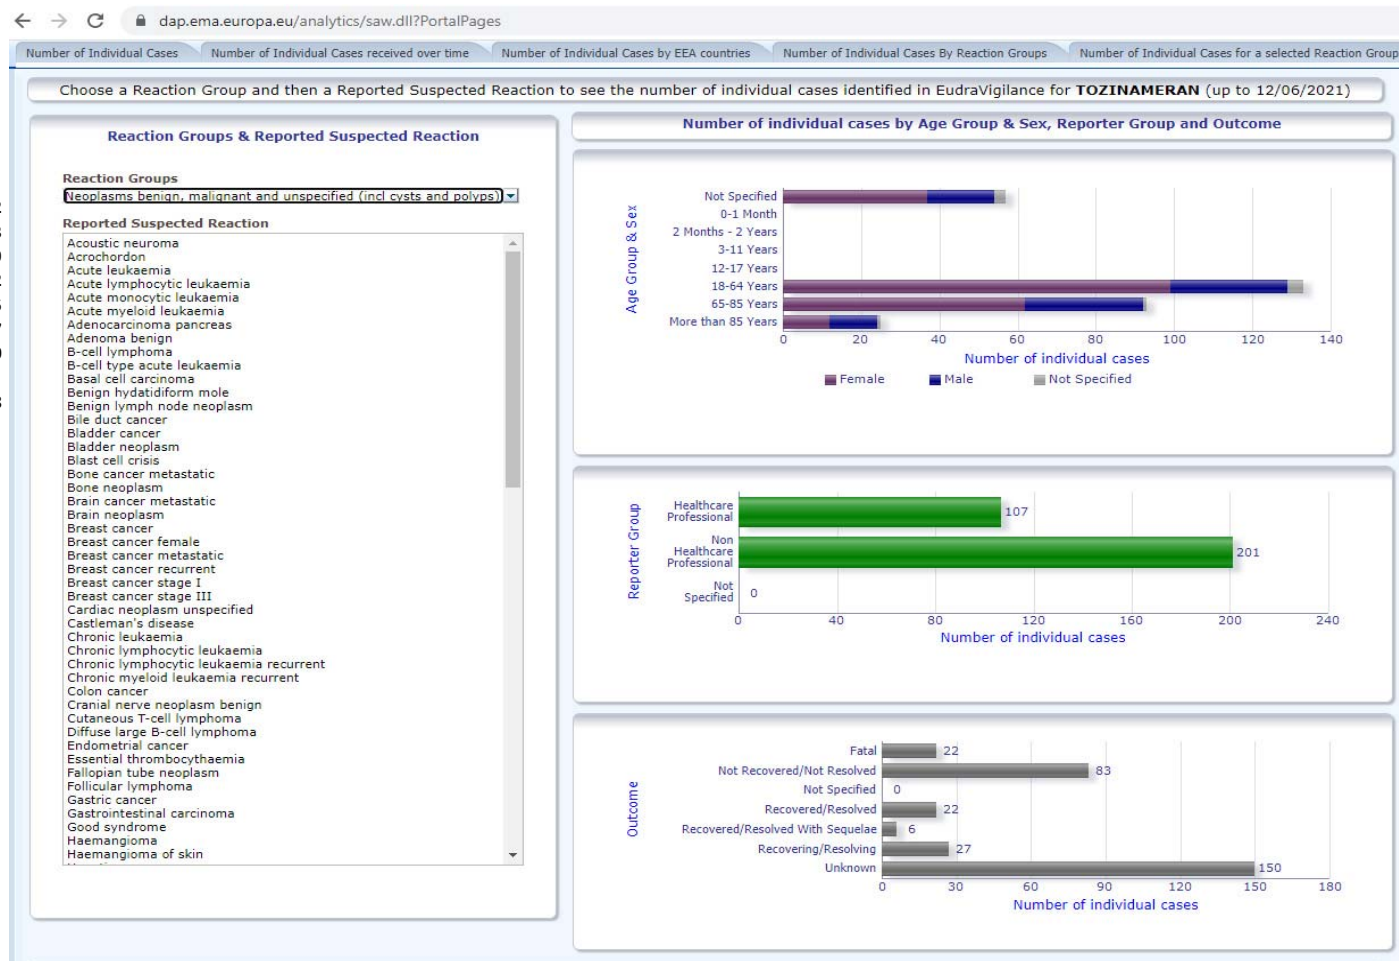 dap.ema.europa.eu/analytics/saw.dll?PortalPages
Number of Individual Cases
Number of Individual Cases received over time
Number of Individual Cases by EEA countries
Number of Individual Cases By Reaction Groups
Number of Individual Cases for a selected Reaction Group
Choose a Reaction Group and then a Reported Suspected Reaction to see the number of individual cases identified in EudraVigilance for TOZINAMERAN (up to 12/06/2021)
Reaction Groups & Reported Suspected Reaction
Reaction Groups
Neoplasms benign, malignant and unspecified (incl cysts and polyps)
Reported Suspected Reaction
Acoustic neuroma
Acrochordon
Acute leukaemia
Acute lymphocytic leukaemia
Acute monocytic leukaemia
Acute myeloid leukaemia
Adenocarcinoma pancreas
Adenoma benign
B-cell lymphoma
B-cell type acute leukaemia
Basal cell carcinoma
Benign hydatidiform mole
Benign lymph node neoplasm
Bile duct cancer
Bladder cancer
Bladder neoplasm
Blast cell crisis
Bone cancer metastatic
Bone neoplasm
Brain cancer metastatic
Brain neoplasm
Breast cancer
Breast cancer female
Breast cancer metastatic
Breast cancer recurrent
Breast cancer stage I
Breast cancer stage III
Cardiac neoplasm unspecified
Castleman's disease
Chronic leukaemia
Chronic lymphocytic leukaemia
Chronic lymphocytic leukaemia recurrent
Chronic myeloid leukaemia recurrent
Colon cancer
Cranial nerve neoplasm benign
Cutaneous T-cell lymphoma
Diffuse large B-cell lymphoma
Endometrial cancer
Essential thrombocythaemia
Fallopian tube neoplasm
Follicular lymphoma
Gastric cancer
Gastrointestinal carcinoma
Good syndrome
Haemangioma
Haemangioma of skin
Number of individual cases by Age Group & Sex, Reporter Group and Outcome
Age Group & Sex
Not Specified
0-1 Month
2 Months - 2 Years
3-11 Years
12-17 Years
18-64 Years
65-85 Years
More than 85 Years
0 20 40 60 80 100 120 140
Number of individual cases
Female Male Not Specified
Reporter Group
Healthcare
Professional
107
Non
Healthcare
Professional
201
Not
Specified
0
0 40 80 120 160 200 240
Number of individual cases
Outcome
Fatal 22
Not Recovered/Not Resolved 83
Not Specified 0
Recovered/Resolved 22
Recovered/Resolved With Sequelae 6
Recovering/Resolving 27
Unknown 150
0 30 60 90 120 150 180
Number of individual cases